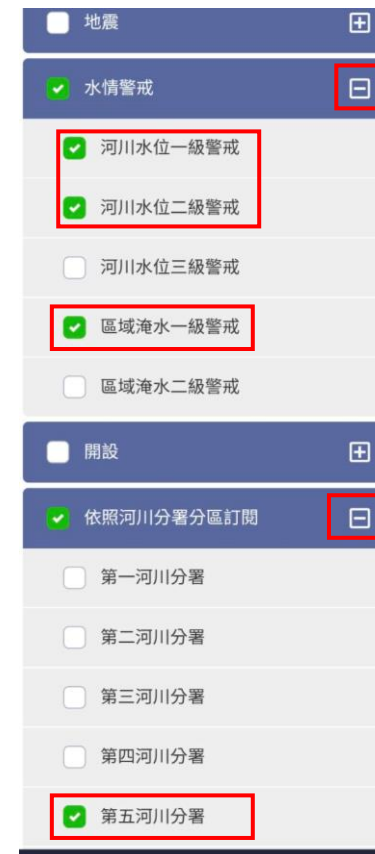 地震
水情警戒
河川水位一級警戒
河川水位二級警戒
河川水位三級警戒
區域淹水一級警戒
區域淹水二級警戒
開設
依照河川分署分區訂閱
第一河川分署
第二河川分署
第三河川分署
第四河川分署
第五河川分署